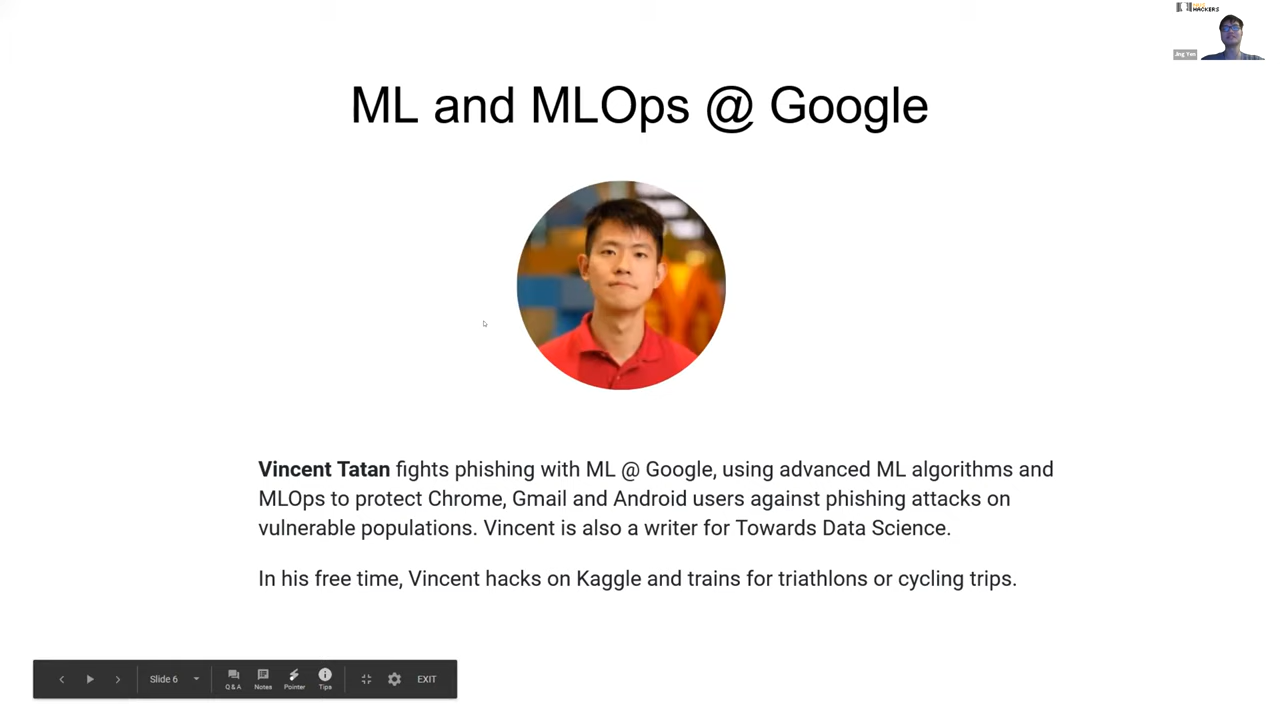 HACKERS
Jing Yen
ML and MLOps @ Google
Vincent Tatan fights phishing with ML @ Google, using advanced ML algorithms and
MLOps to protect Chrome, Gmail and Android users against phishing attacks on
vulnerable populations. Vincent is also a writer for Towards Data Science.
In his free time, Vincent hacks on Kaggle and trains for triathlons or cycling trips.
Slide 6
Q & A
Notes
Pointer
Tips
EXIT